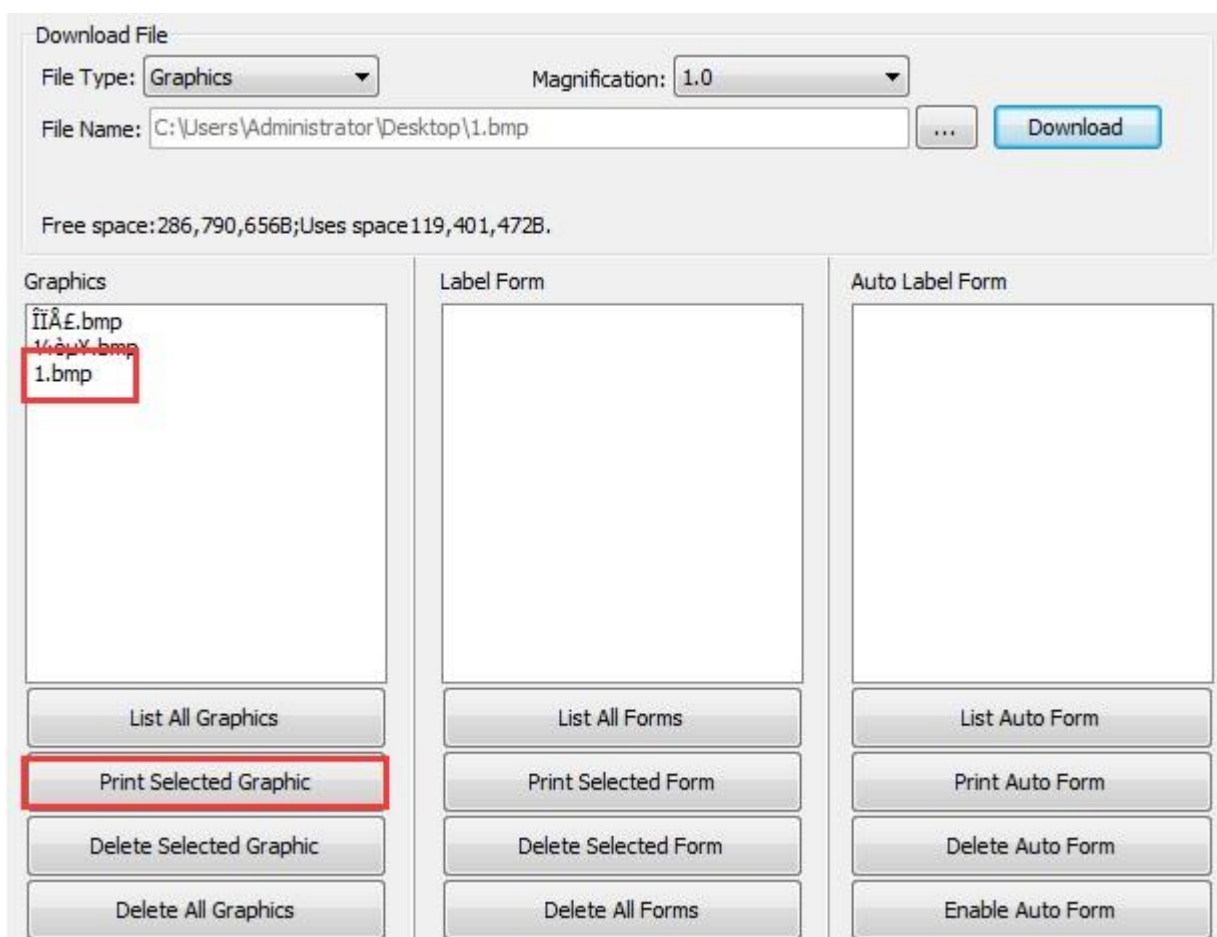 Download File
File Type: Graphics Magnification: 1.0
File Name: C:\Users\Administrator\Desktop\1.bmp ... Download
Free space:286,790,656B;Uses space119,401,472B.
Graphics Label Form Auto Label Form
ÎÏÅ£.bmp
¼òµ¥.bmp
1.bmp
List All Graphics List All Forms List Auto Form
Print Selected Graphic Print Selected Form Print Auto Form
Delete Selected Graphic Delete Selected Form Delete Auto Form
Delete All Graphics Delete All Forms Enable Auto Form